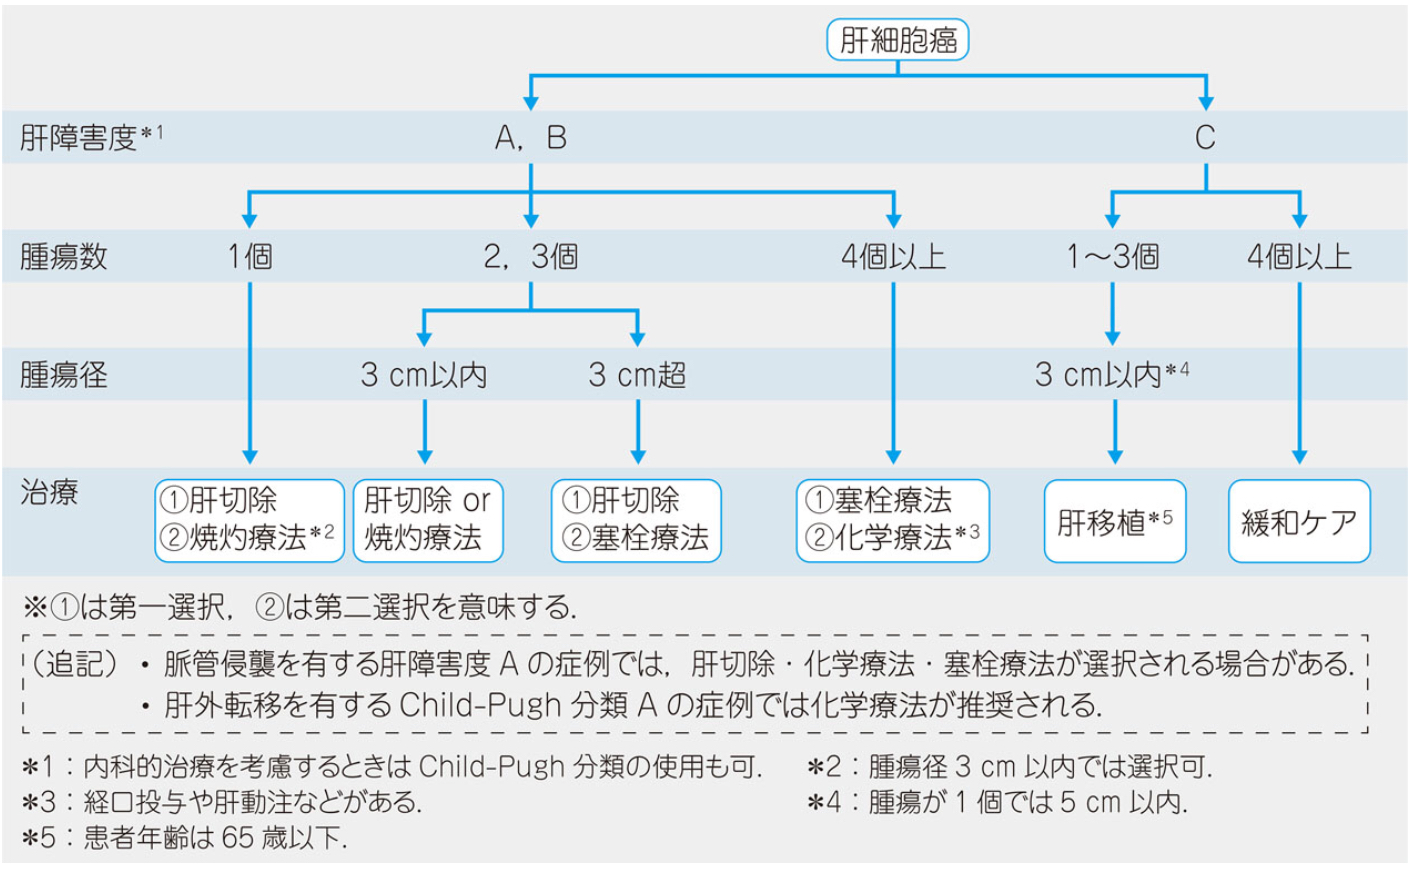 肝細胞癌
肝障害度*1 A，B C
腫瘍数 1個 2，3個 4個以上 1～3個 4個以上
腫瘍径 3 cm以内 3 cm超 3 cm以内*4
治療
①肝切除
②焼灼療法*2
肝切除 or
焼灼療法
①肝切除
②塞栓療法
①塞栓療法
②化学療法*3
肝移植*5
緩和ケア
※①は第一選択，②は第二選択を意味する．
（追記）・脈管侵襲を有する肝障害度 A の症例では，肝切除・化学療法・塞栓療法が選択される場合がある．
・肝外転移を有する Child-Pugh 分類 A の症例では化学療法が推奨される．
*1：内科的治療を考慮するときは Child-Pugh 分類の使用も可． *2：腫瘍径 3 cm 以内では選択可．
*3：経口投与や肝動注などがある． *4：腫瘍が 1 個では 5 cm 以内．
*5：患者年齢は 65 歳以下．